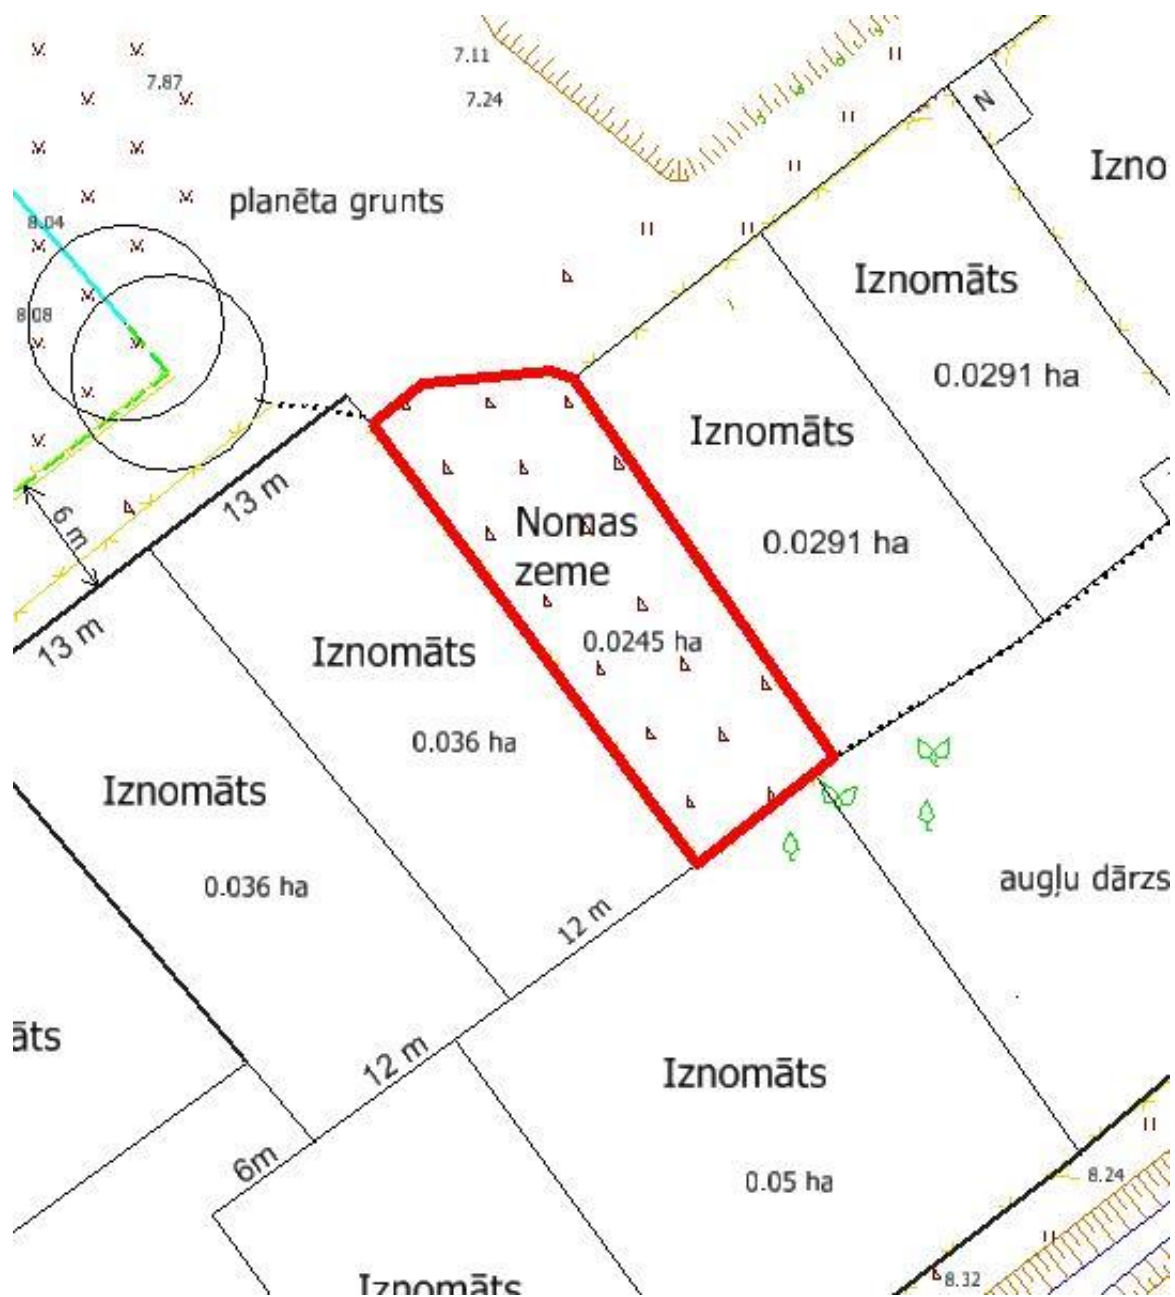 7.11
7.87
7.24
N
Izno
planēta grunts
8.04
Iznomāts
8.08
0.0291 ha
Iznomāts
13 m
6 m
Nomas
zeme
0.0291 ha
13 m
0.0245 ha
Iznomāts
0.036 ha
Iznomāts
0.036 ha
augļu dārzs
12 m
āts
12 m
Iznomāts
6m
0.05 ha
8.24
Iznomāts
8.32